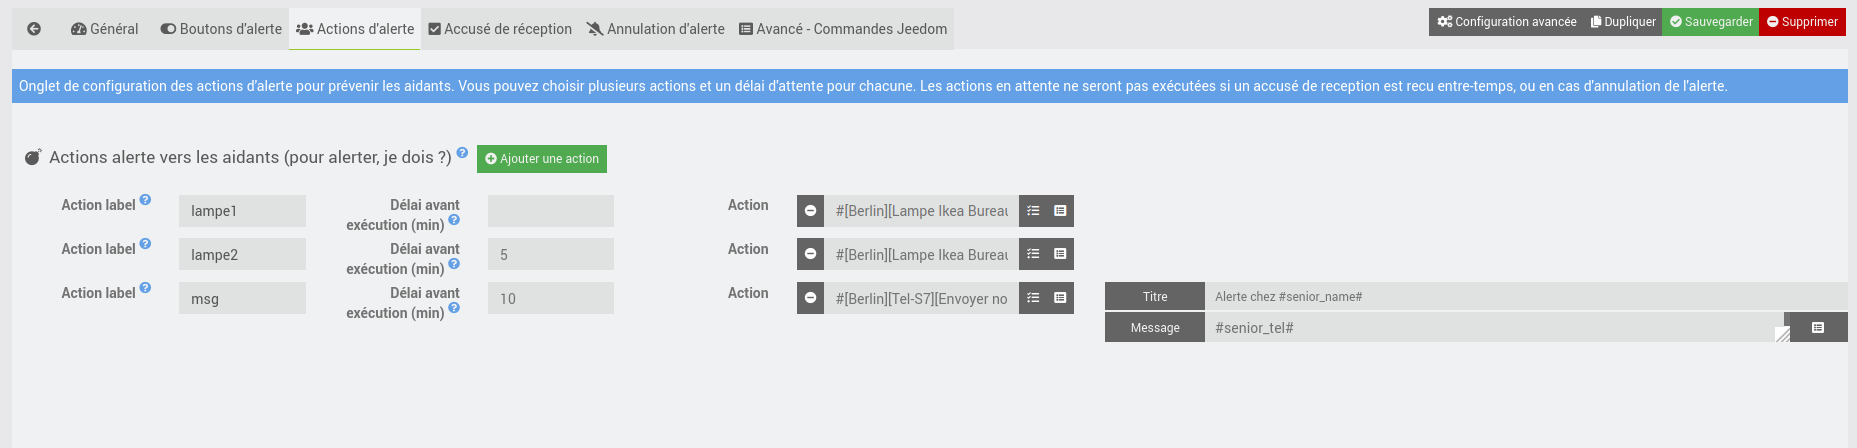 Général Boutons d'alerte Actions d'alerte Accusé de réception Annulation d'alerte Avancé - Commandes Jeedom Configuration avancée Dupliquer Sauvegarder Supprimer
Onglet de configuration des actions d'alerte pour prévenir les aidants. Vous pouvez choisir plusieurs actions et un délai d'attente pour chacune. Les actions en attente ne seront pas exécutées si un accusé de reception est recu entre-temps, ou en cas d'annulation de l'alerte.
Actions alerte vers les aidants (pour alerter, je dois ?) ? Ajouter une action
Action label ? lampe1 Délai avant exécution (min) ? Action #[Berlin][Lampe Ikea Bureau
Action label ? lampe2 Délai avant exécution (min) ? 5 Action #[Berlin][Lampe Ikea Bureau
Action label ? msg Délai avant exécution (min) ? 10 Action #[Berlin][Tel-S7][Envoyer no Titre Alerte chez #senior_name#
Message #senior_tel#